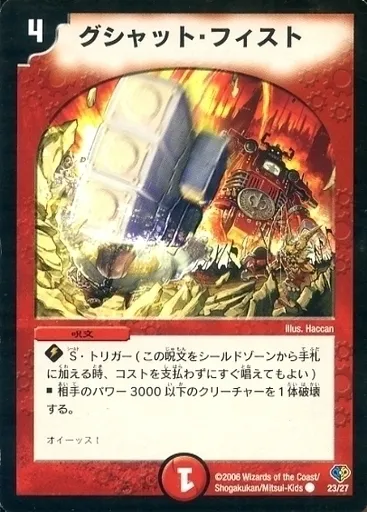 4
グシャット・フィスト
Illus. Haccan
呪文
S・トリガー(この呪文をシールドゾーンから手札
に加える時、コストを支払わずにすぐ唱えてもよい)
■ 相手のパワー3000以下のクリーチャーを1体破壊
する。
オイーッス!
1
©2006 Wizards of the Coast/
Shogakukan/Mitsui-Kids
23/27